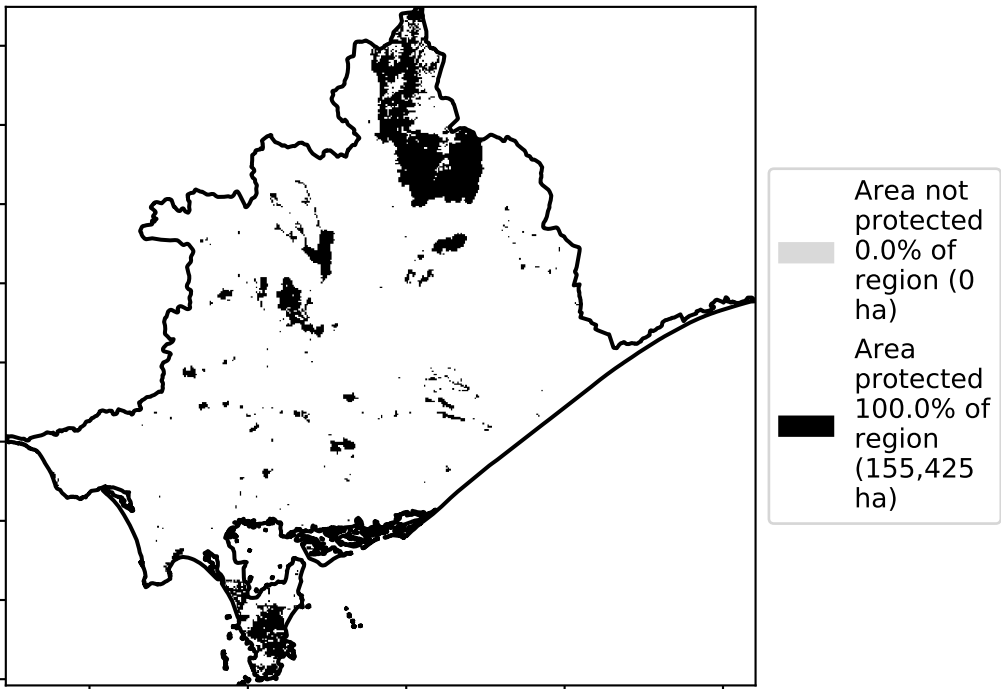 Area not
protected
0.0% of
region (0
ha)
Area
protected
100.0% of
region
(155,425
ha)